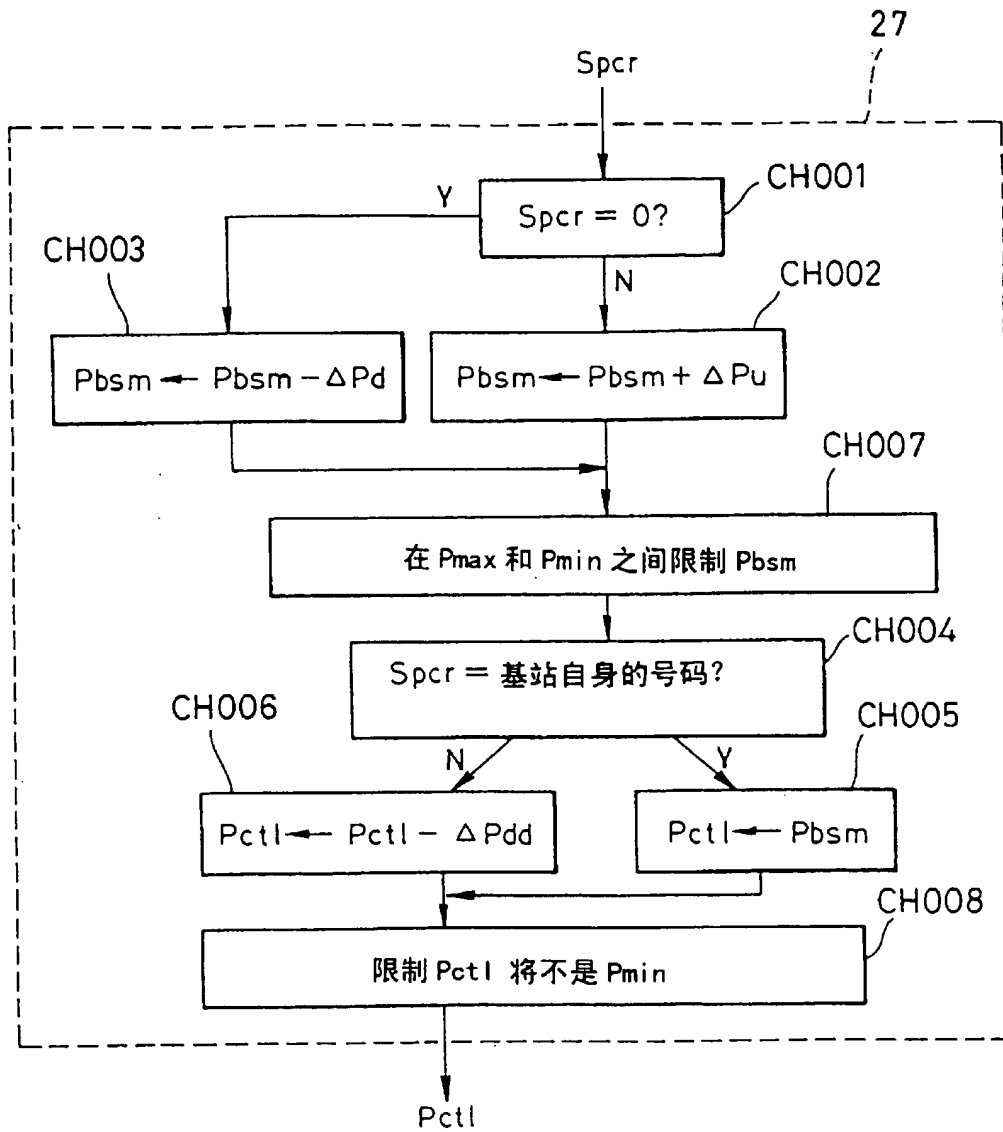 27
Spcr
CH001
Spcr = 0?
Y
N
CH003
CH002
Pbsm ← Pbsm - ΔPd
Pbsm ← Pbsm + ΔPu
CH007
在 Pmax 和 Pmin 之间限制 Pbsm
CH004
Spcr = 基站自身的号码?
CH006
CH005
N
Y
Pctl ← Pctl - ΔPdd
Pctl ← Pbsm
CH008
限制 Pctl 将不是 Pmin
Pctl